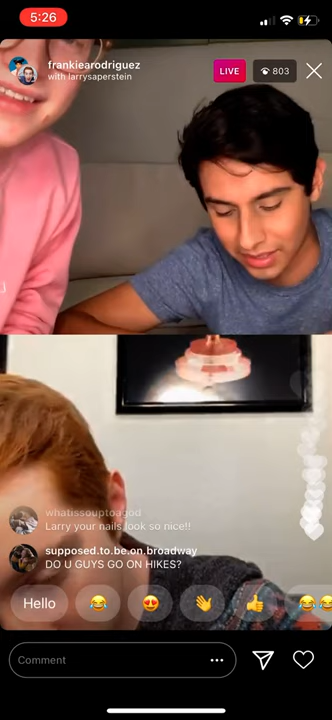 5:26
frankiearodriguez
with larrysaperstein
LIVE
803
whatissouptoagod
Larry your nails look so nice!!
supposed.to.be.on.broadway
DO U GUYS GO ON HIKES?
Hello
Comment